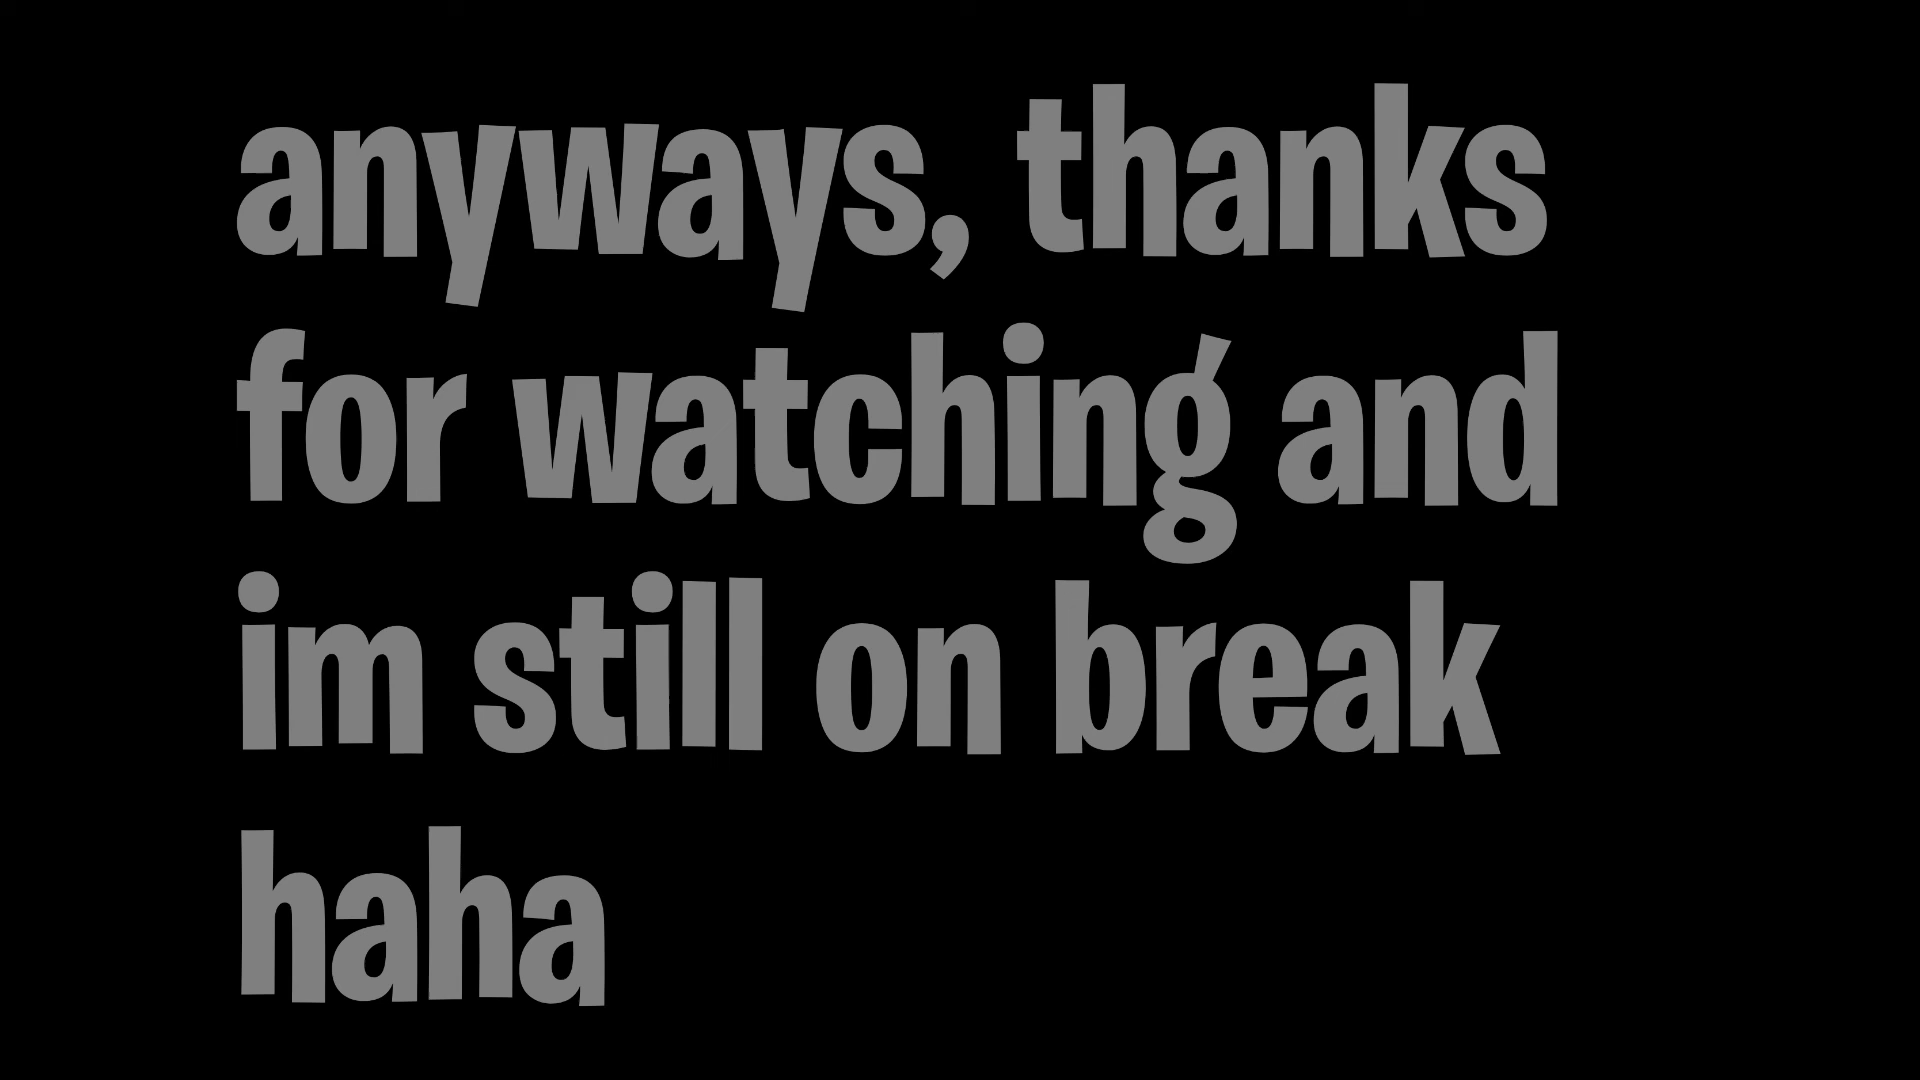 anyways, thanks
for watching and
im still on break
haha